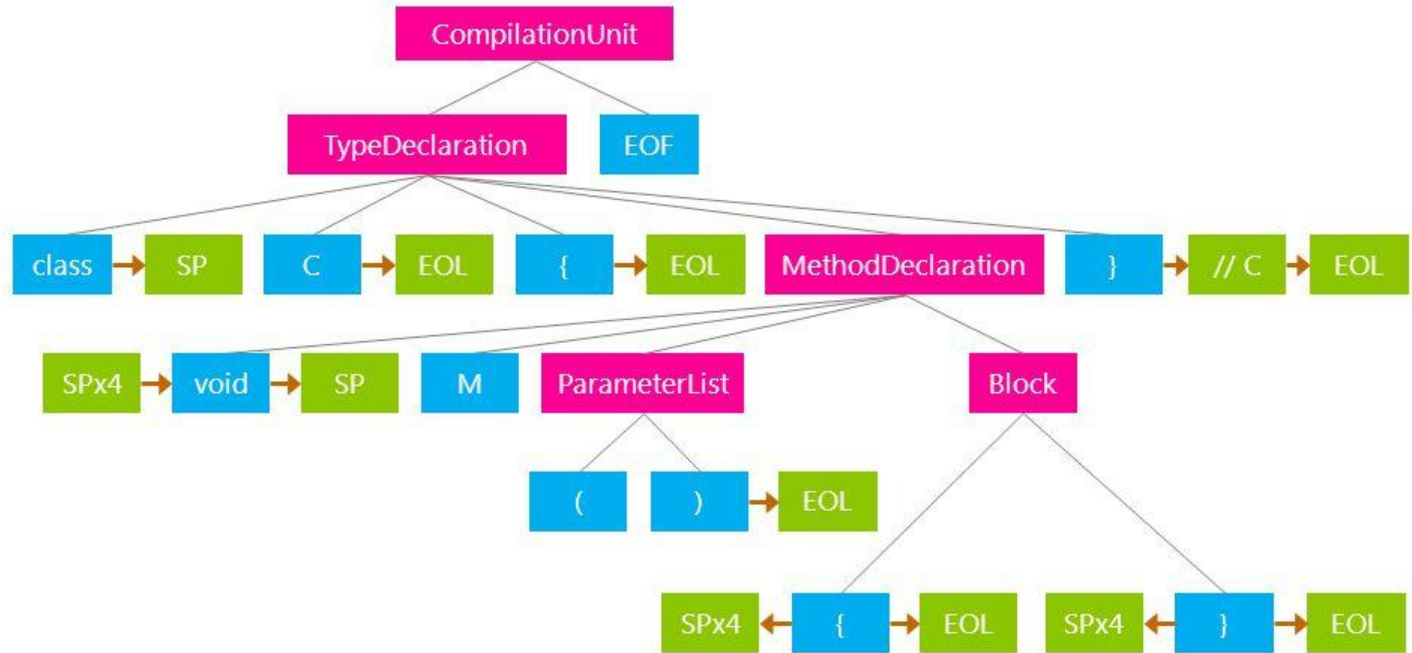 CompilationUnit
TypeDeclaration EOF
class SP C EOL { EOL MethodDeclaration } // C EOL
SPx4 void SP M ParameterList Block
( ) EOL
SPx4 { EOL SPx4 } EOL